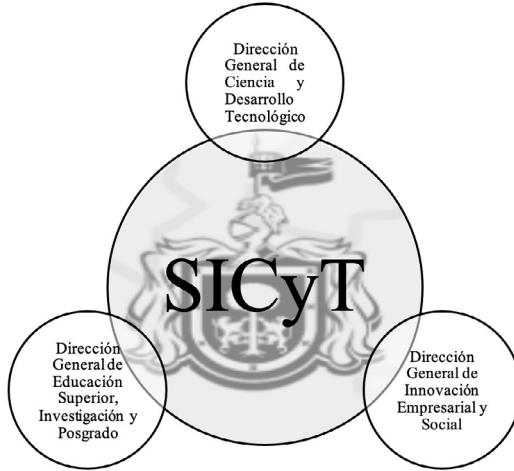 Dirección
General de
Ciencia y
Desarrollo
Tecnológico
SICyT
Dirección
General de
Educación
Superior,
Investigación y
Posgrado
Dirección
General de
Innovación
Empresarial y
Social